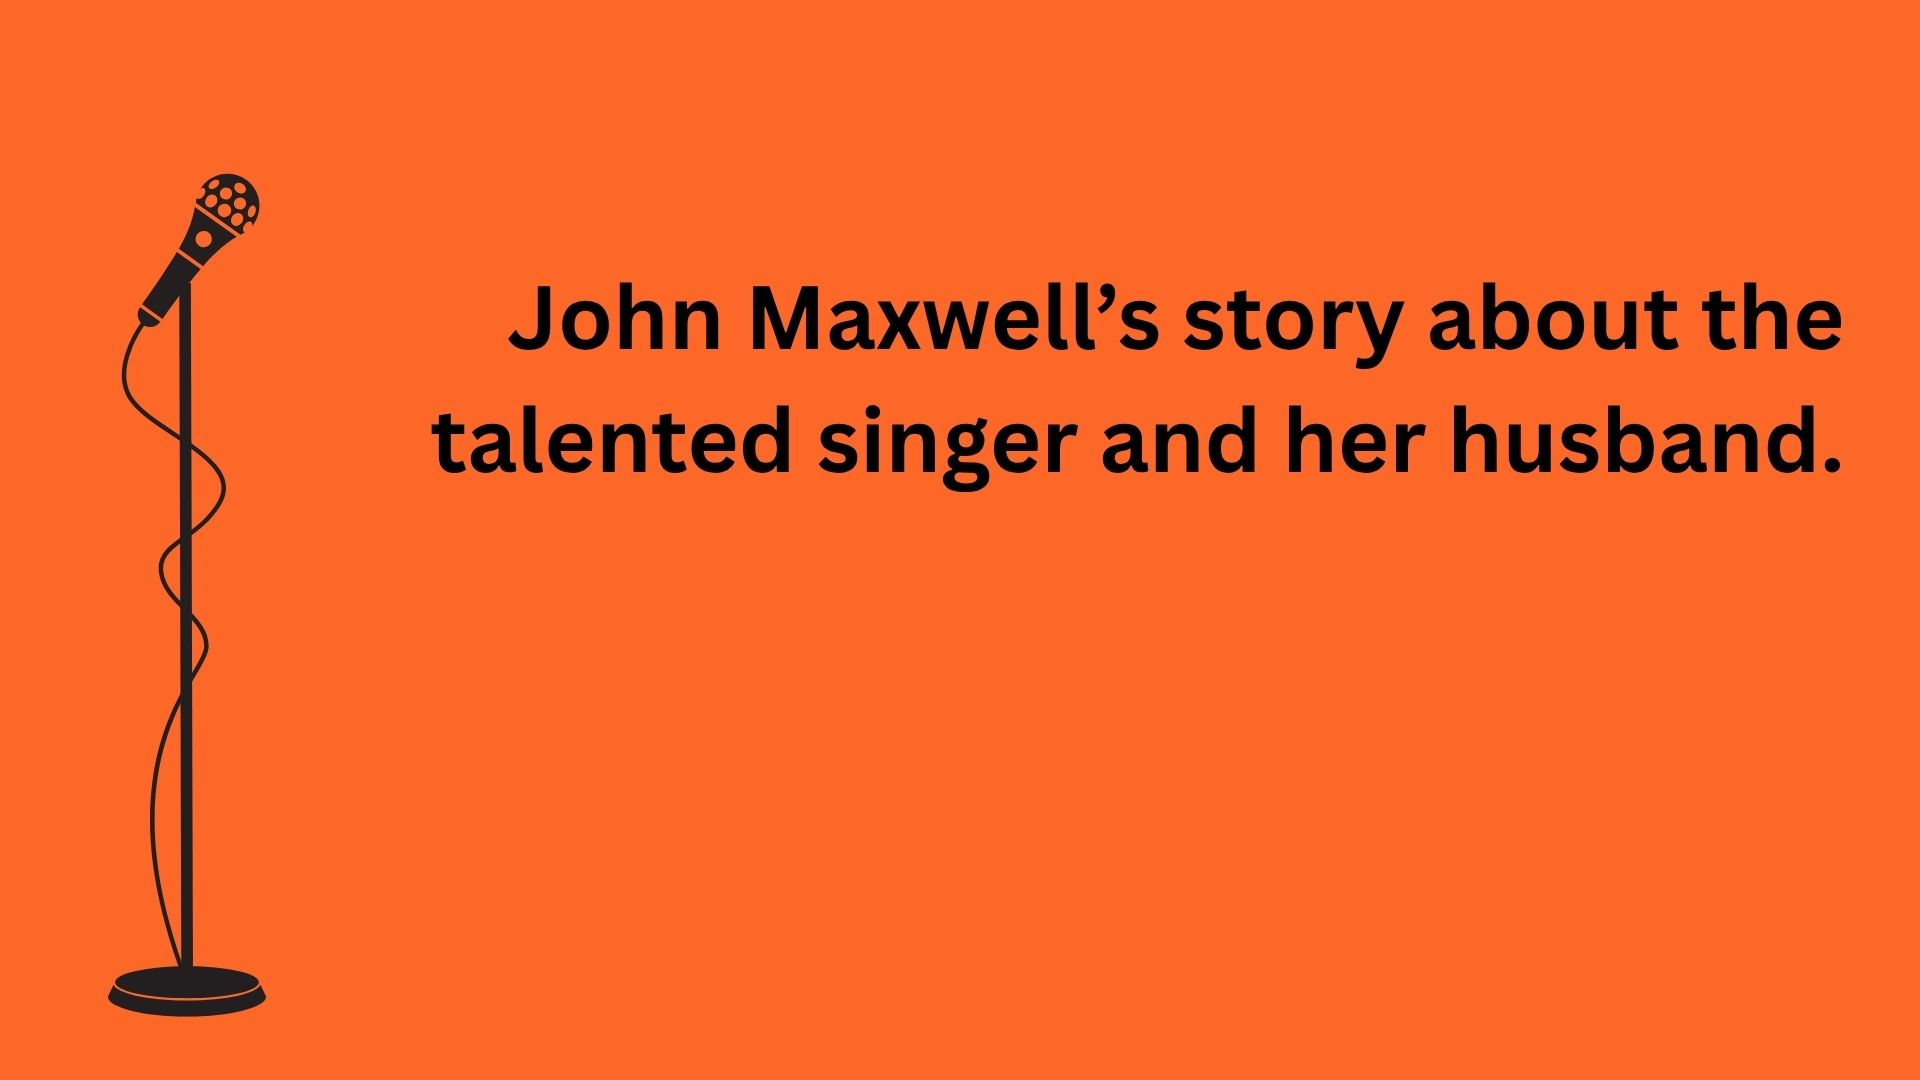 John Maxwell’s story about the
talented singer and her husband.